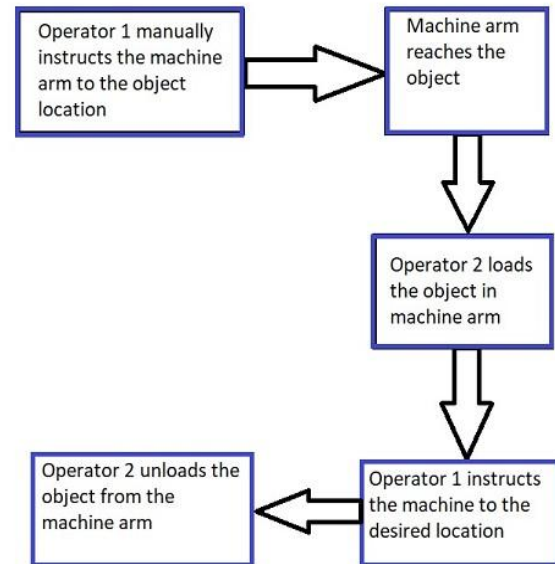 Operator 1 manually
instructs the machine
arm to the object
location
Machine arm
reaches the
object
Operator 2 loads
the object in
machine arm
Operator 1 instructs
the machine to the
desired location
Operator 2 unloads the
object from the
machine arm